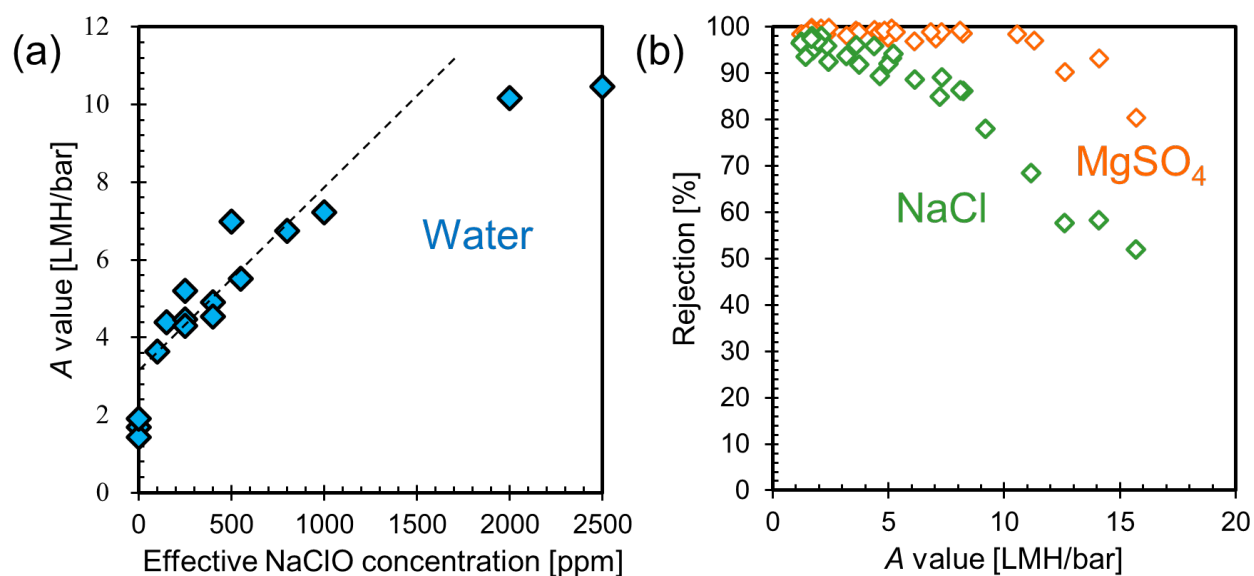 (a)
A value [LMH/bar]
12
10
8
6
4
2
0
Water
0 500 1000 1500 2000 2500
Effective NaClO concentration [ppm]
(b)
Rejection [%]
100
90
80
70
60
50
40
30
20
10
0
MgSO₄
NaCl
0 5 10 15 20
A value [LMH/bar]